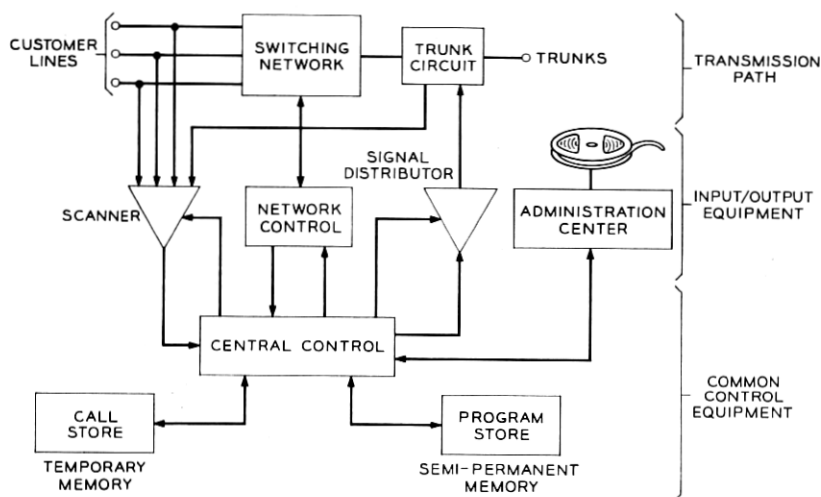 CUSTOMER
LINES
SWITCHING
NETWORK
TRUNK
CIRCUIT
TRUNKS
TRANSMISSION
PATH
SIGNAL
DISTRIBUTOR
SCANNER
NETWORK
CONTROL
ADMINISTRATION
CENTER
INPUT/OUTPUT
EQUIPMENT
CENTRAL CONTROL
CALL
STORE
TEMPORARY
MEMORY
PROGRAM
STORE
SEMI-PERMANENT
MEMORY
COMMON
CONTROL
EQUIPMENT